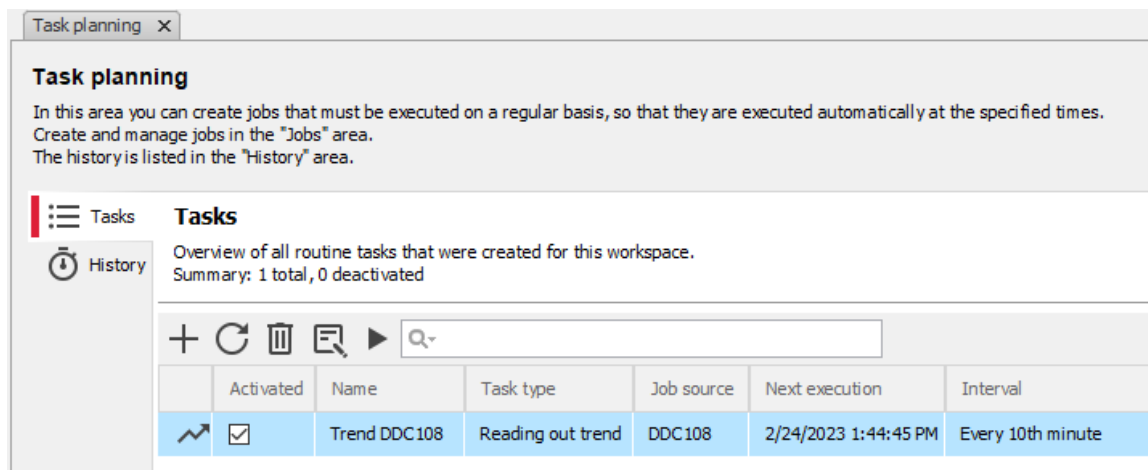 Task planning
Task planning
In this area you can create jobs that must be executed on a regular basis, so that they are executed automatically at the specified times.
Create and manage jobs in the "Jobs" area.
The history is listed in the "History" area.
Tasks
Tasks
Overview of all routine tasks that were created for this workspace.
History
Summary: 1 total, 0 deactivated
Activated Name Task type Job source Next execution Interval
Trend DDC108 Reading out trend DDC108 2/24/2023 1:44:45 PM Every 10th minute